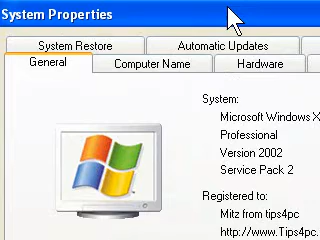 System Properties
System Restore
Automatic Updates
General
Computer Name
Hardware
System:
Microsoft Windows X
Professional
Version 2002
Service Pack 2
Registered to:
Mitz from tips4pc
http://www.Tips4pc